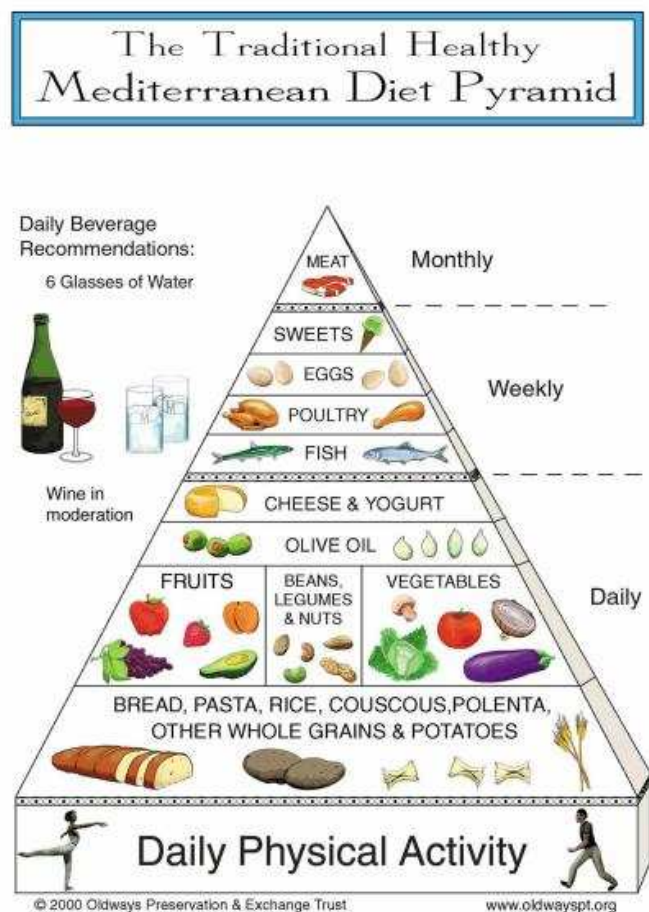 The Traditional Healthy
Mediterranean Diet Pyramid
Daily Beverage
Recommendations:
6 Glasses of Water
Wine in
moderation
MEAT
Monthly
SWEETS
EGGS
Weekly
POULTRY
FISH
CHEESE & YOGURT
OLIVE OIL
FRUITS
BEANS,
LEGUMES
& NUTS
VEGETABLES
Daily
BREAD, PASTA, RICE, COUSCOUS,POLENTA,
OTHER WHOLE GRAINS & POTATOES
Daily Physical Activity
© 2000 Oldways Preservation & Exchange Trust
www.oldwayspt.org